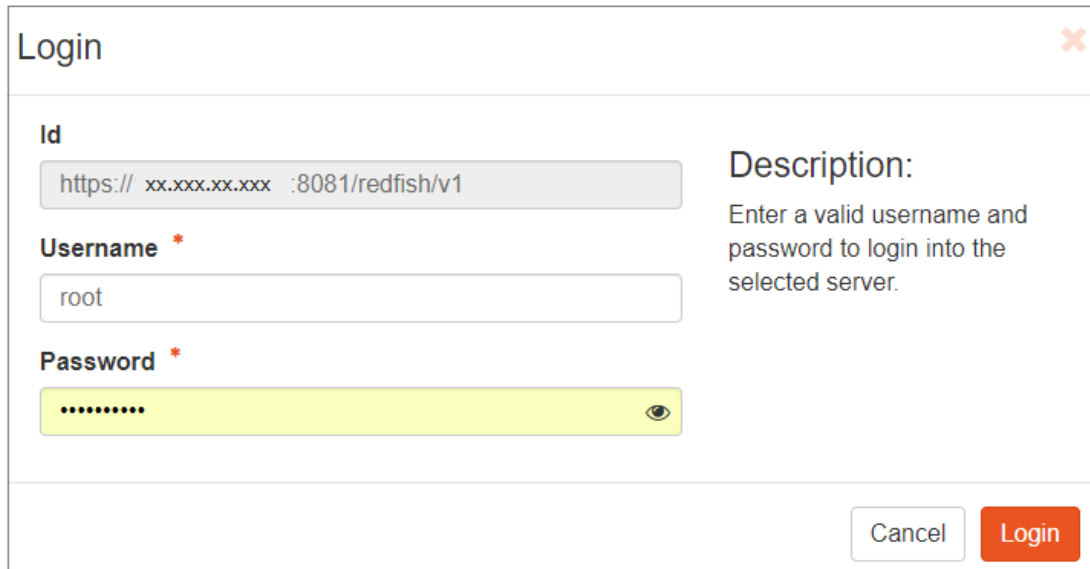 Login
Id
https:// xx.xxx.xx.xxx :8081/redfish/v1
Username *
root
Password *
••••••••••
Description:
Enter a valid username and
password to login into the
selected server.
Cancel
Login